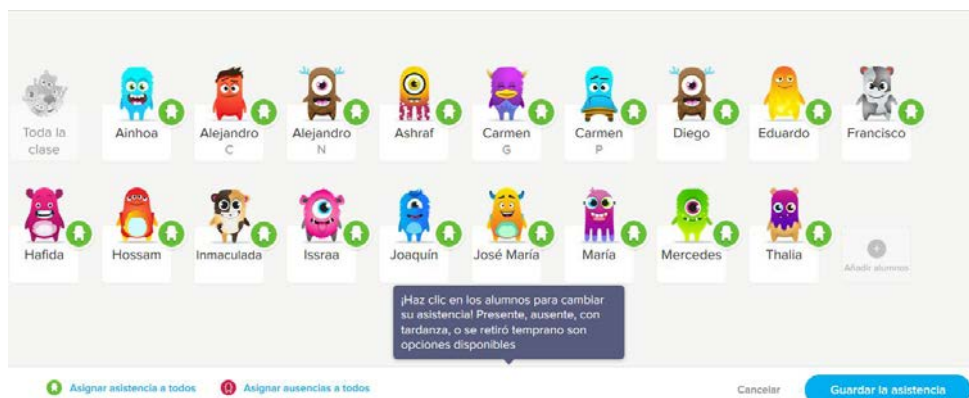 Toda la
clase
Ainhoa
Alejandro
C
Alejandro
N
Ashraf
Carmen
G
Carmen
P
Diego
Eduardo
Francisco
Hafida
Hossam
Inmaculada
Issraa
Joaquín
José María
María
Mercedes
Thalia
Añadir alumnos
¡Haz clic en los alumnos para cambiar
su asistencia! Presente, ausente, con
tardanza, o se retiró temprano son
opciones disponibles
Asignar asistencia a todos
Asignar ausencias a todos
Cancelar
Guardar la asistencia